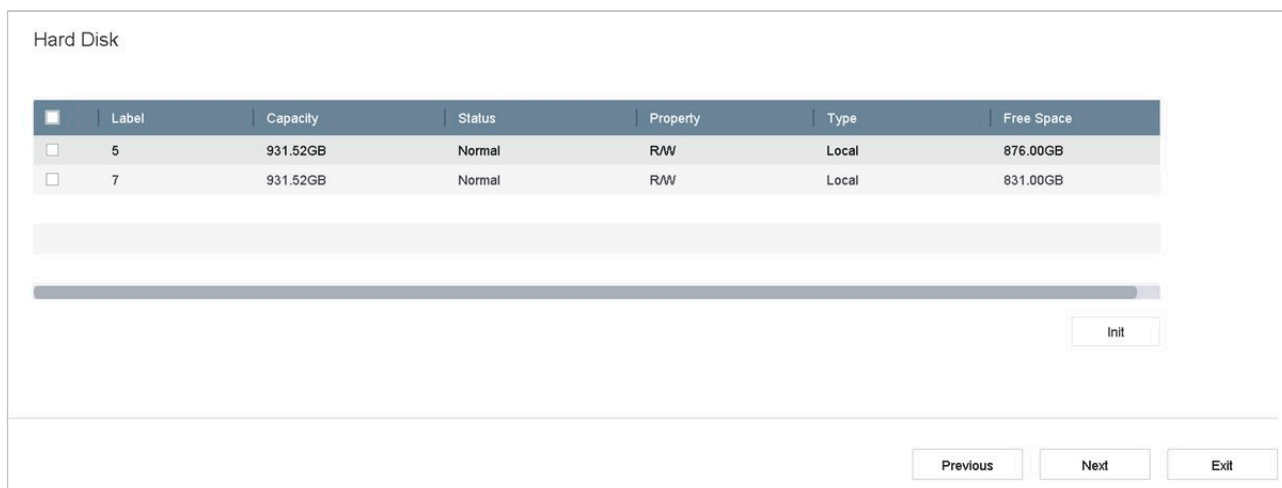 Hard Disk
Label Capacity Status Property Type Free Space
5 931.52GB Normal R/W Local 876.00GB
7 931.52GB Normal R/W Local 831.00GB
Init
Previous Next Exit